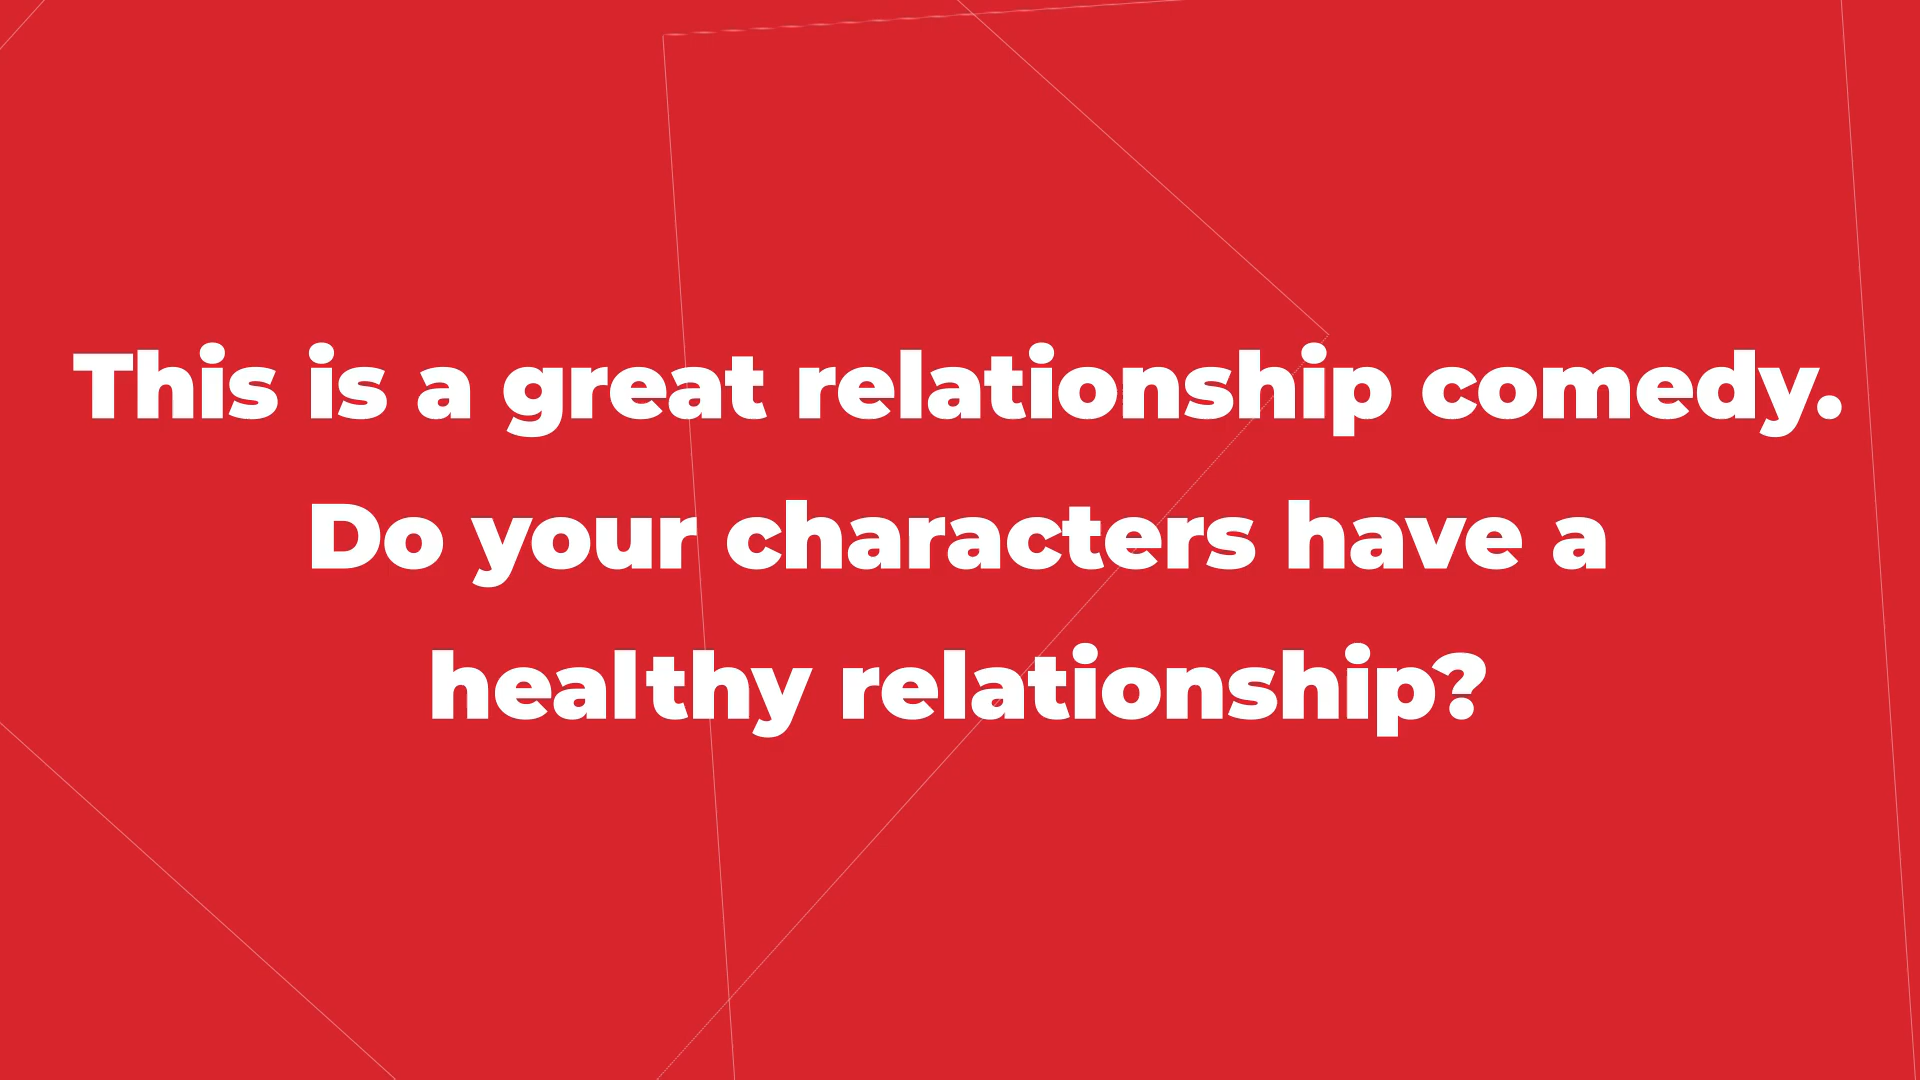 This is a great relationship comedy.
Do your characters have a
healthy relationship?